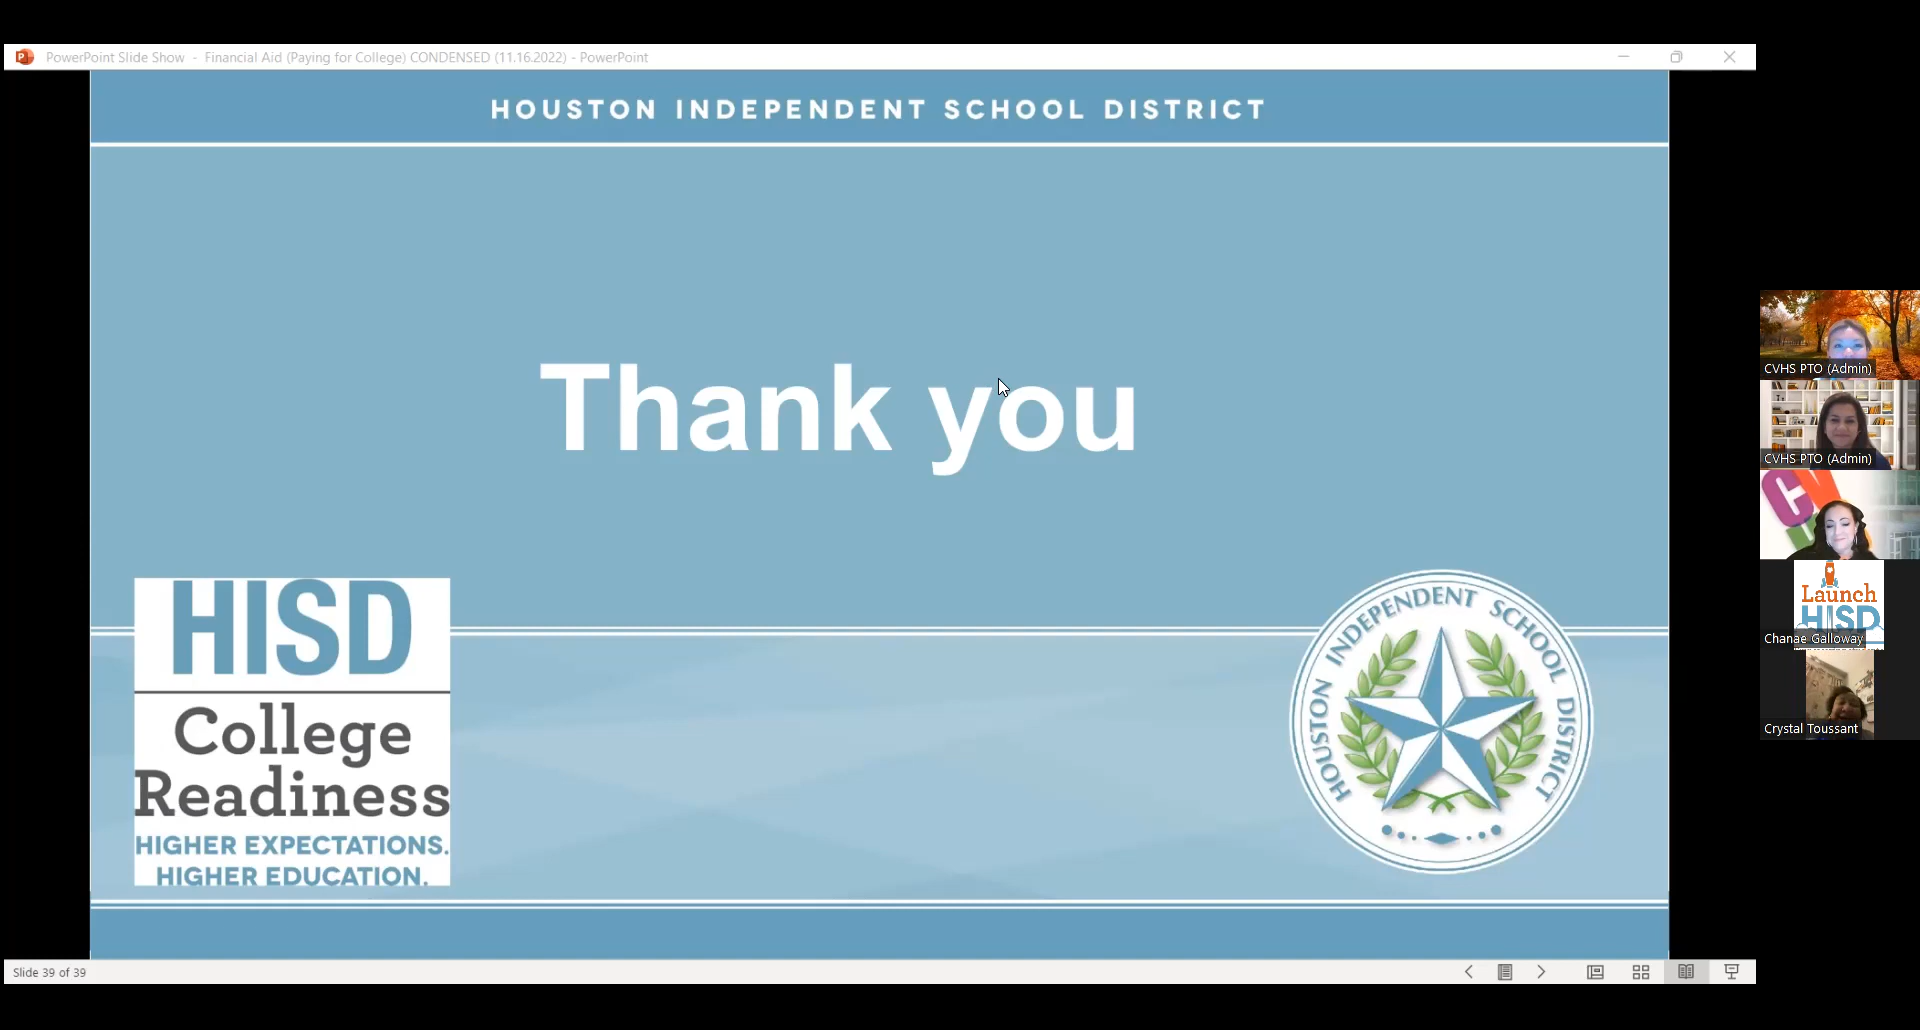 PowerPoint Slide Show - Financial Aid (Paying for College) CONDENSED (11.16.2022) - PowerPoint
HOUSTON INDEPENDENT SCHOOL DISTRICT
Thank you
HISD
College
Readiness
HIGHER EXPECTATIONS.
HIGHER EDUCATION.
HOUSTON INDEPENDENT SCHOOL DISTRICT
Slide 39 of 39
CVHS PTO (Admin)
CVHS PTO (Admin)
CV
Launch
HISD
Chanae Galloway
Crystal Toussant